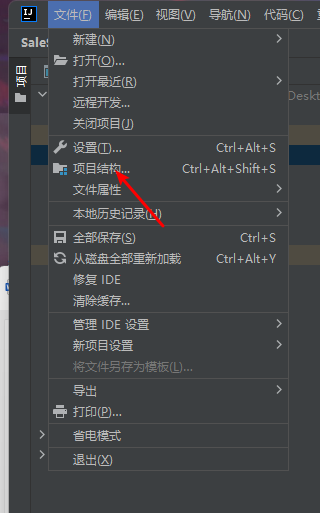 文件(F) 编辑(E) 视图(V) 导航(N) 代码(C)
SaleS
项目
Deskt
新建(N)
打开(O)...
打开最近(R)
远程开发...
关闭项目(J)
设置(T)... Ctrl+Alt+S
项目结构... Ctrl+Alt+Shift+S
文件属性
本地历史记录(H)
全部保存(S) Ctrl+S
从磁盘全部重新加载 Ctrl+Alt+Y
修复 IDE
清除缓存...
管理 IDE 设置
新项目设置
将文件另存为模板(L)...
导出
打印(P)...
省电模式
退出(X)